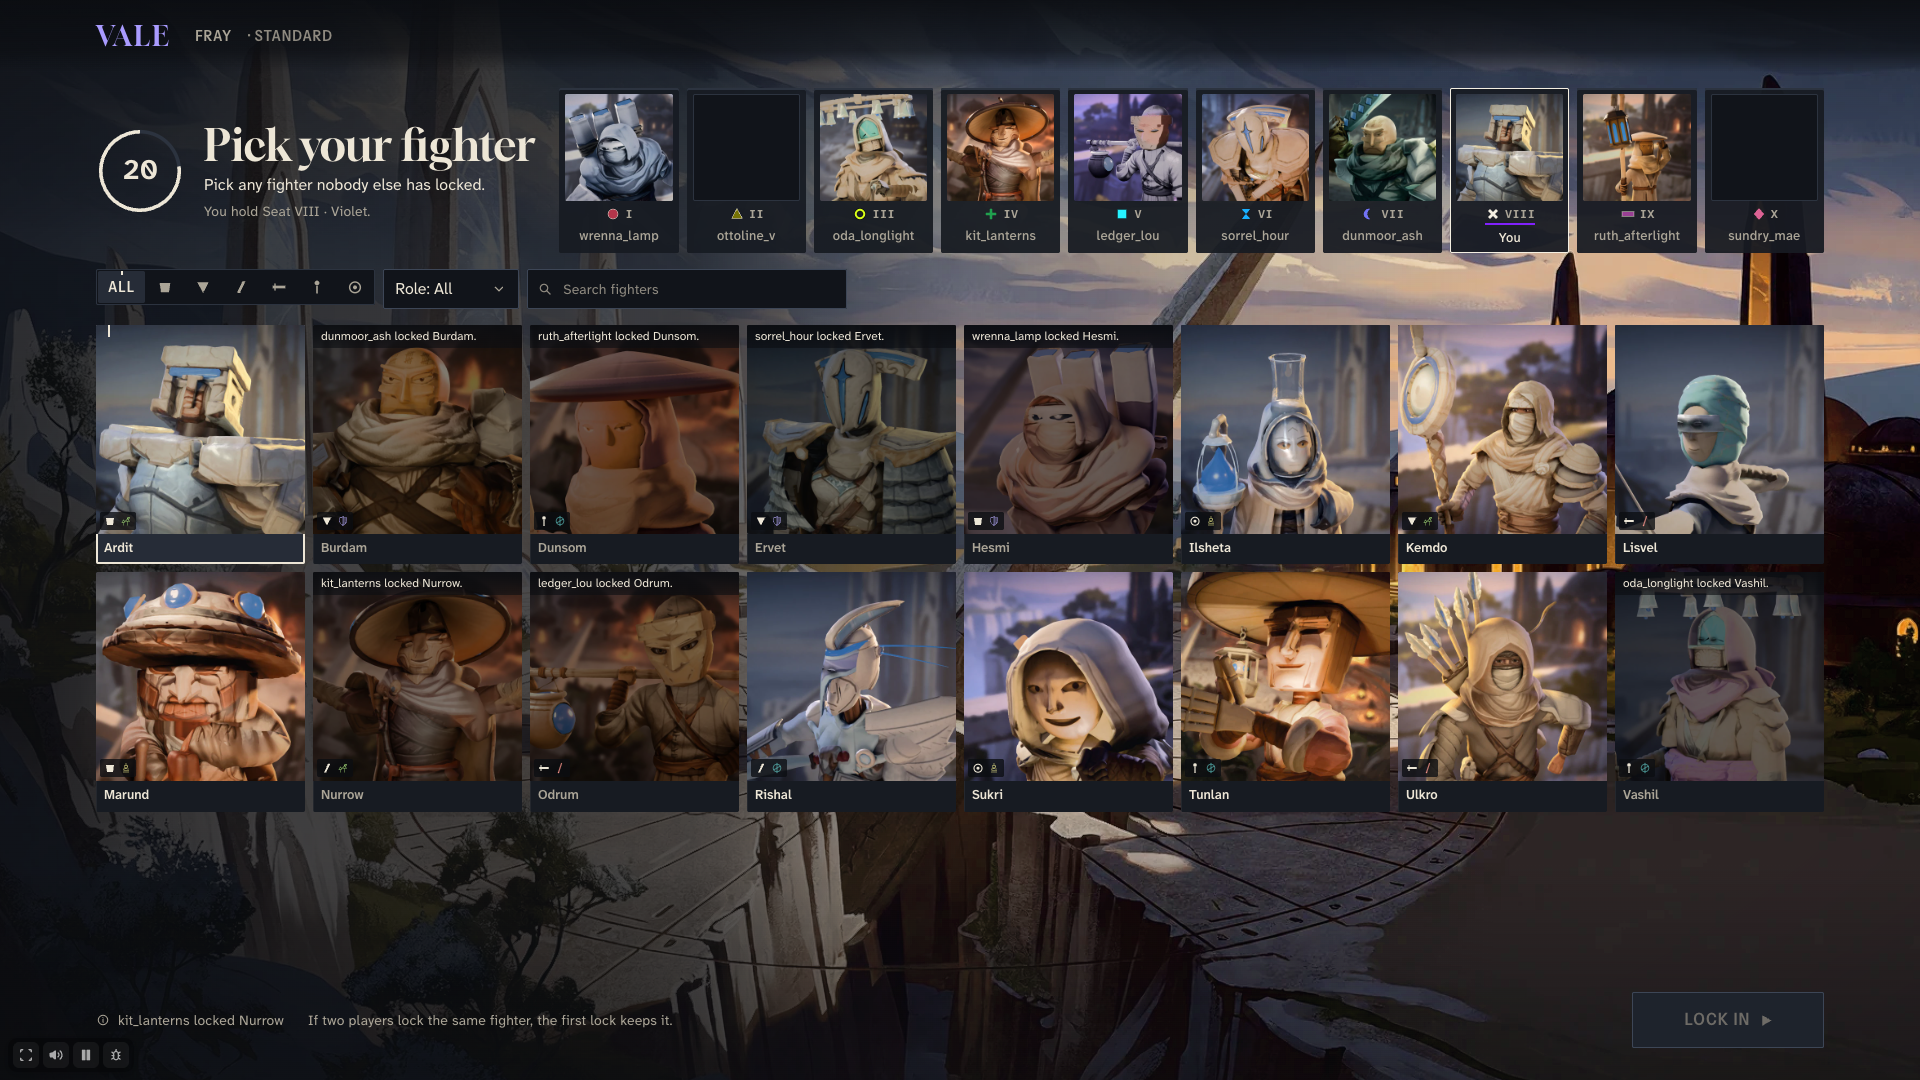 VALE FRAY · STANDARD
20
Pick your fighter
Pick any fighter nobody else has locked.
You hold Seat VIII · Violet.
I
wrenna_lamp
II
ottoline_v
III
oda_longlight
IV
kit_lanterns
V
ledger_lou
VI
sorrel_hour
VII
dunmoor_ash
VIII
You
IX
ruth_afterlight
X
sundry_mae
ALL
Role: All
Search fighters
Ardit
dunmoor_ash locked Burdam.
Burdam
ruth_afterlight locked Dunsom.
Dunsom
sorrel_hour locked Ervet.
Ervet
wrenna_lamp locked Hesmi.
Hesmi
Ilsheta
Kemdo
Lisvel
Marund
kit_lanterns locked Nurrow.
Nurrow
ledger_lou locked Odrum.
Odrum
Rishal
Sukri
Tunlan
Ulkro
oda_longlight locked Vashil.
Vashil
kit_lanterns locked Nurrow
If two players lock the same fighter, the first lock keeps it.
LOCK IN